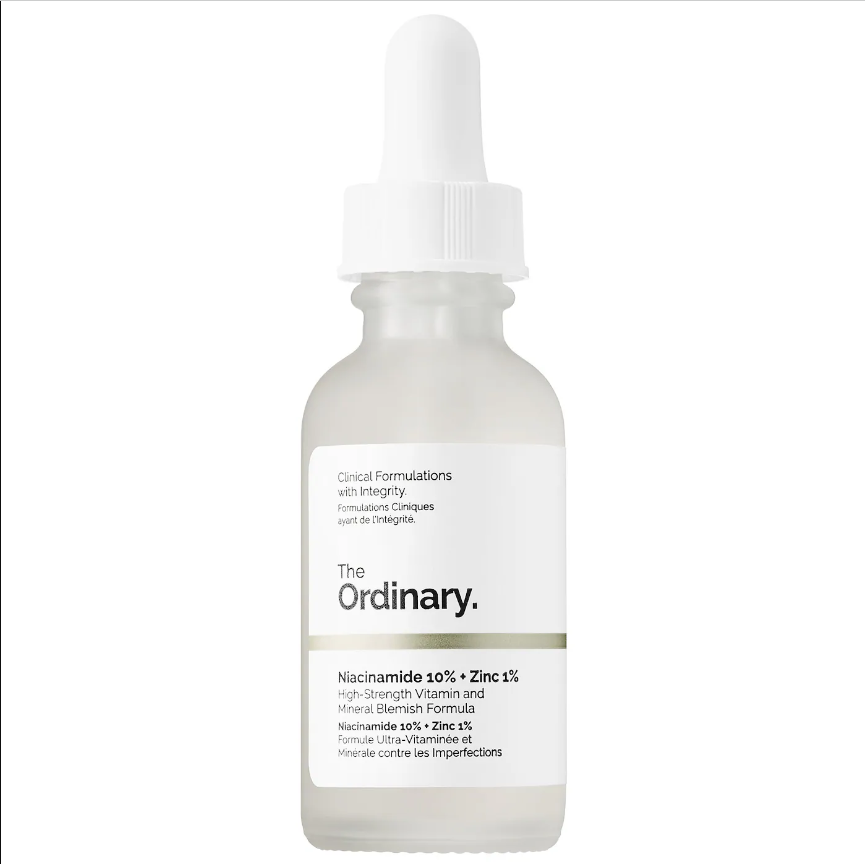 Clinical Formulations
with Integrity.
Formulations Cliniques
ayant de l'intégrité.
The
Ordinary.
Niacinamide 10% + Zinc 1%
High-Strength Vitamin and
Mineral Blemish Formula
Niacinamide 10% + Zinc 1%
Formule Ultra-Vitaminée et
Minérale contre les Imperfections